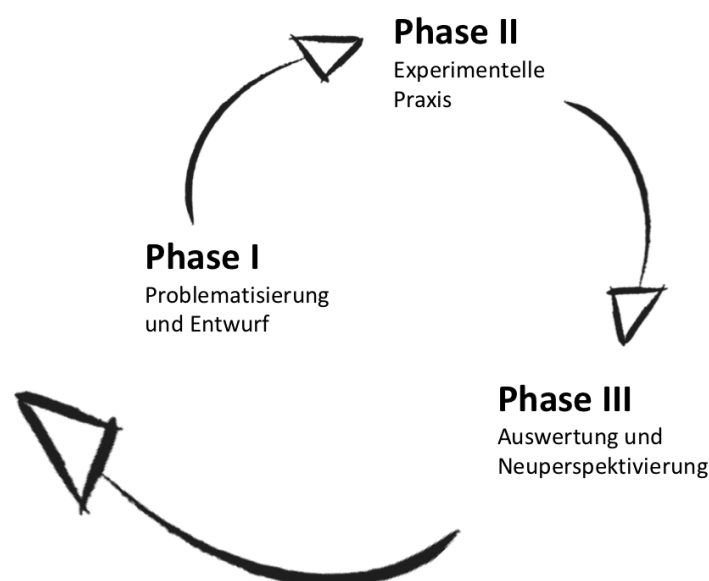 Phase I
Problematisierung
und Entwurf
Phase II
Experimentelle
Praxis
Phase III
Auswertung und
Neuperspektivierung